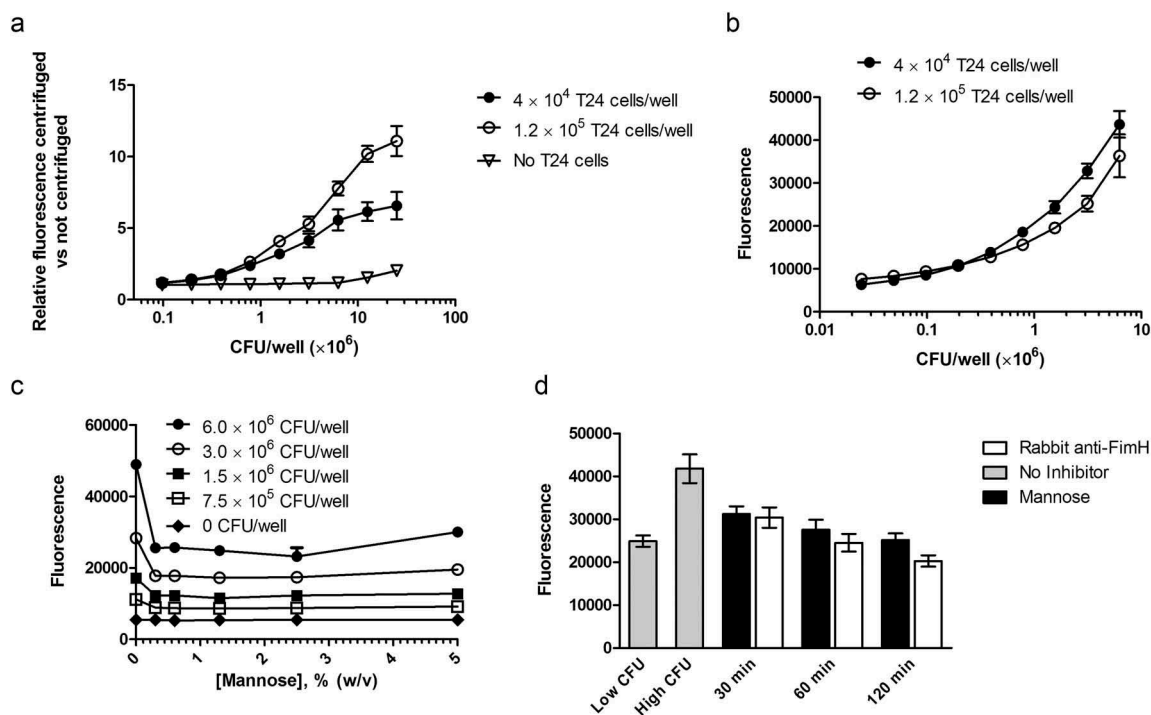 a
Relative fluorescence centrifuged
vs not centrifuged
15
10
5
0
0.1
1
10
100
CFU/well (×10⁶)
4 × 10⁴ T24 cells/well
1.2 × 10⁵ T24 cells/well
No T24 cells
b
4 × 10⁴ T24 cells/well
1.2 × 10⁵ T24 cells/well
Fluorescence
50000
40000
30000
20000
10000
0
0.01
0.1
1
10
CFU/well (×10⁶)
c
Fluorescence
60000
40000
20000
0
6.0 × 10⁶ CFU/well
3.0 × 10⁶ CFU/well
1.5 × 10⁶ CFU/well
7.5 × 10⁵ CFU/well
0 CFU/well
0
1
2
3
4
5
[Mannose], % (w/v)
d
Fluorescence
50000
40000
30000
20000
10000
0
Low CFU
High CFU
30 min
60 min
120 min
Rabbit anti-FimH
No Inhibitor
Mannose